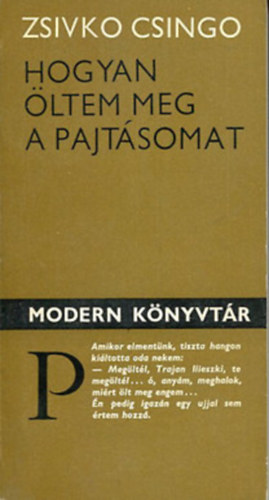 ZSIVKO CSINGO
HOGYAN
ÖLTEM MEG
A PAJTÁSOMAT
MODERN KÖNYVTÁR
P
Amikor elmentünk, tiszta hangon
kiáltotta oda nekem:
— Megöltél, Trajan Ilieszki, te
megöltél... ó, anyám, meghalok,
miért ölt meg engem...
Én pedig igazán egy ujjal sem
értem hozzá.